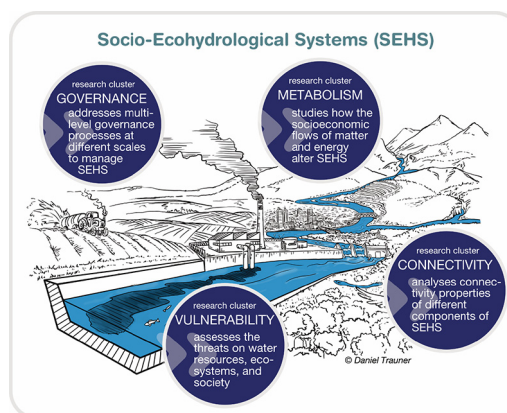 Socio-Ecohydrological Systems (SEHS)
research cluster
GOVERNANCE
addresses multi-
level governance
processes at
different scales
to manage
SEHS
research cluster
METABOLISM
studies how the
socioeconomic
flows of matter
and energy
alter SEHS
research cluster
CONNECTIVITY
analyses connec-
tivity properties
of different
components of
SEHS
research cluster
VULNERABILITY
assesses the
threats on water
resources, eco-
systems, and
society
© Daniel Trauner